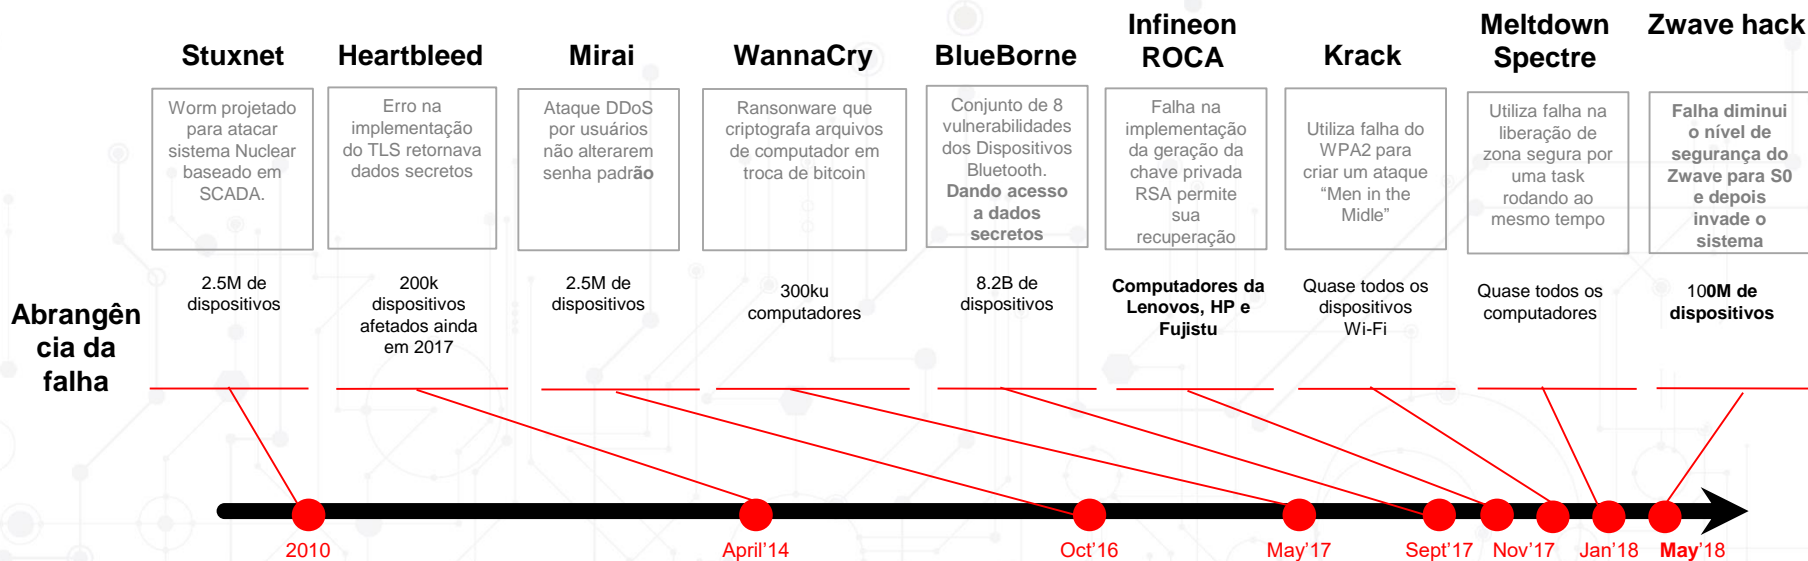 Stuxnet
Worm projetado
para atacar
sistema Nuclear
baseado em
SCADA.
2.5M de
dispositivos
Heartbleed
Erro na
implementação
do TLS retornava
dados secretos
200k
dispositivos
afetados ainda
em 2017
Mirai
Ataque DDoS
por usuários
não alterarem
senha padrão
2.5M de
dispositivos
WannaCry
Ransonware que
criptografa arquivos
de computador em
troca de bitcoin
300ku
computadores
BlueBorne
Conjunto de 8
vulnerabilidades
dos Dispositivos
Bluetooth.
Dando acesso
a dados
secretos
8.2B de
dispositivos
Infineon
ROCA
Falha na
implementação
da geração da
chave privada
RSA permite
sua
recuperação
Computadores da
Lenovos, HP e
Fujistu
Krack
Utiliza falha do
WPA2 para
criar um ataque
“Men in the
Midle”
Quase todos os
dispositivos
Wi-Fi
Meltdown
Spectre
Utiliza falha na
liberação de
zona segura por
uma task
rodando ao
mesmo tempo
Quase todos os
computadores
Zwave hack
Falha diminui
o nível de
segurança do
Zwave para S0
e depois
invade o
sistema
100M de
dispositivos
Abrangên
cia da
falha
2010
April’14
Oct’16
May’17
Sept’17
Nov’17
Jan’18
May’18